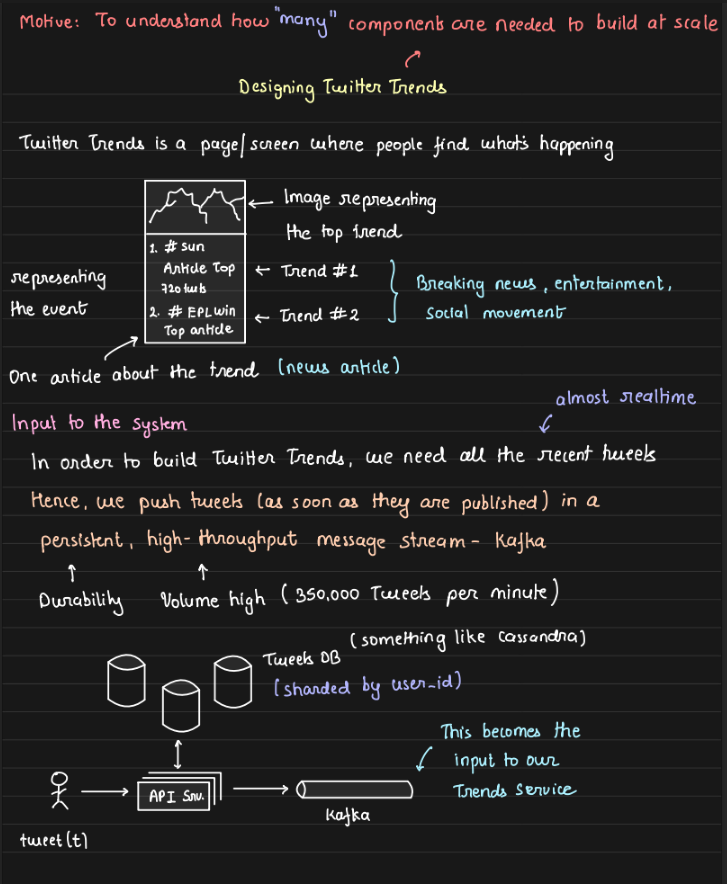 Motive: To understand how "many" components are needed to build at scale
Designing Twitter Trends
Twitter Trends is a page/screen where people find what's happening
Image representing
the top trend
1. # sun
Article Top
720 twts
2. # EPL win
Top article
← Trend #1
← Trend #2
Breaking news, entertainment,
Social movement
representing
the event
One article about the trend (news article)
almost realtime
Input to the System
In order to build Twitter Trends, we need all the recent tweets
Hence, we push tweets (as soon as they are published) in a
persistent, high-throughput message stream - Kafka
Durability Volume high (350,000 Tweets per minute)
(something like Cassandra)
Tweets DB
(sharded by user_id)
This becomes the
input to our
Trends Service
API Srv.
Kafka
tweet(t)